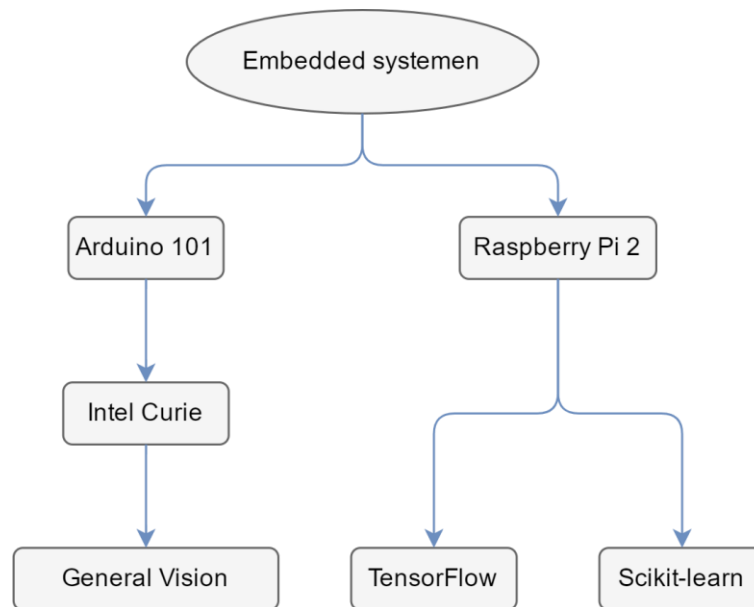 Embedded systemen
Arduino 101
Raspberry Pi 2
Intel Curie
General Vision
TensorFlow
Scikit-learn